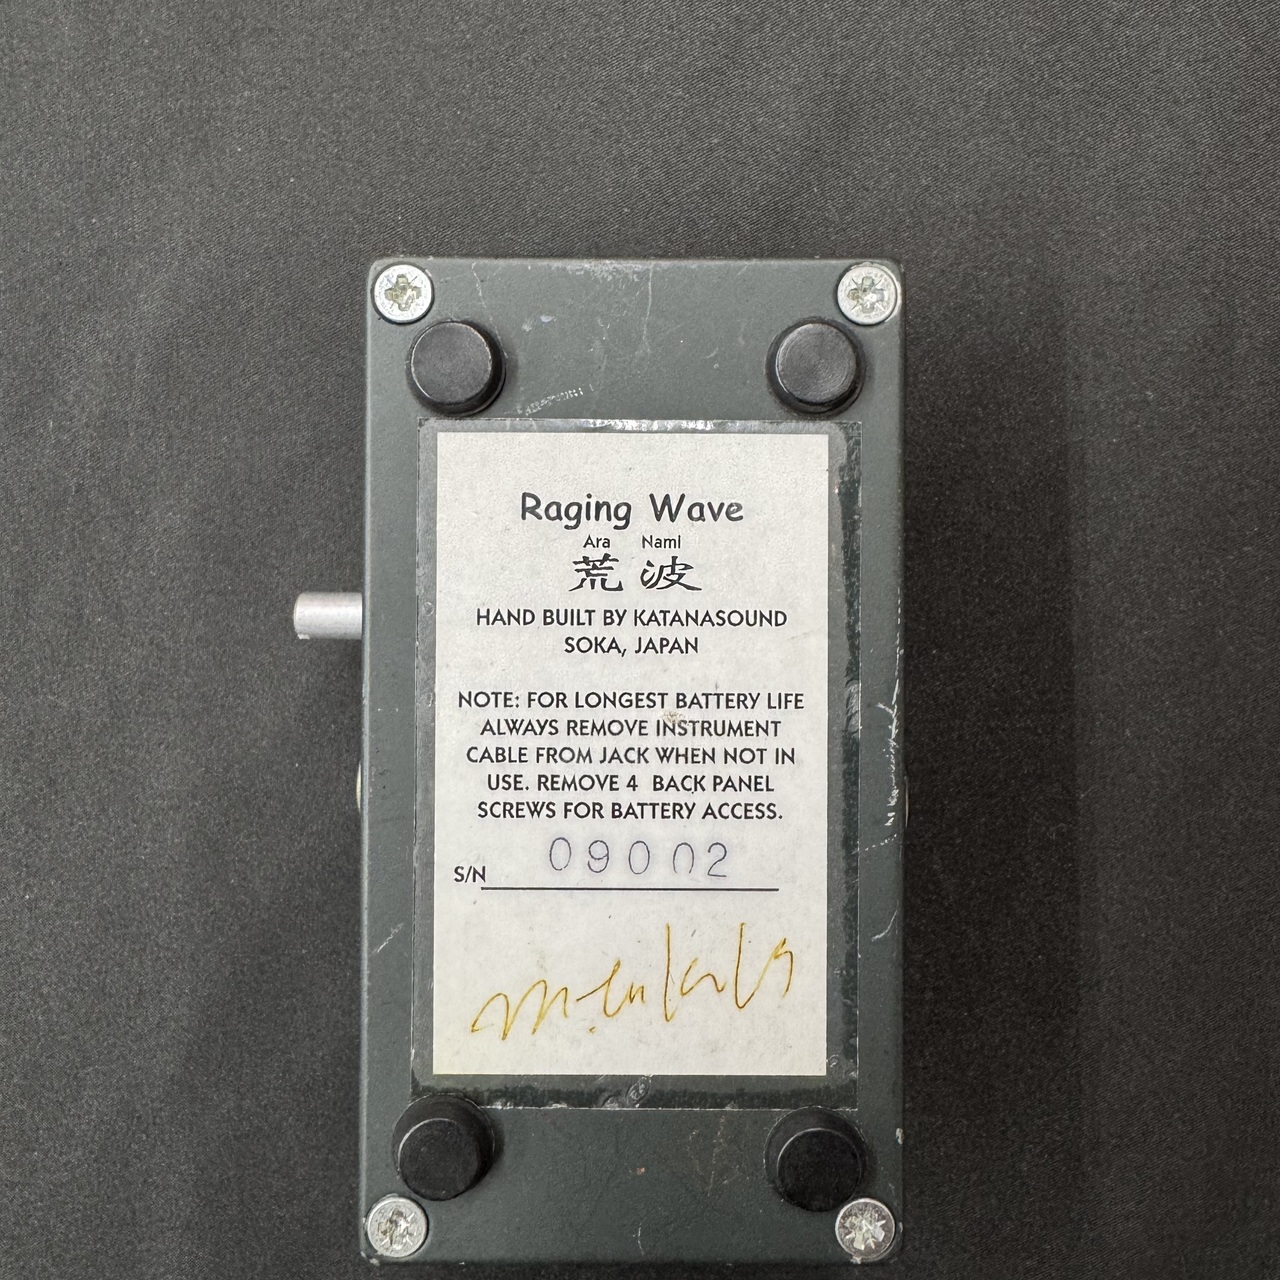 Raging Wave
Ara Nami
荒波
HAND BUILT BY KATANASOUND
SOKA, JAPAN
NOTE: FOR LONGEST BATTERY LIFE
ALWAYS REMOVE INSTRUMENT
CABLE FROM JACK WHEN NOT IN
USE. REMOVE 4 BACK PANEL
SCREWS FOR BATTERY ACCESS.
S/N 09002